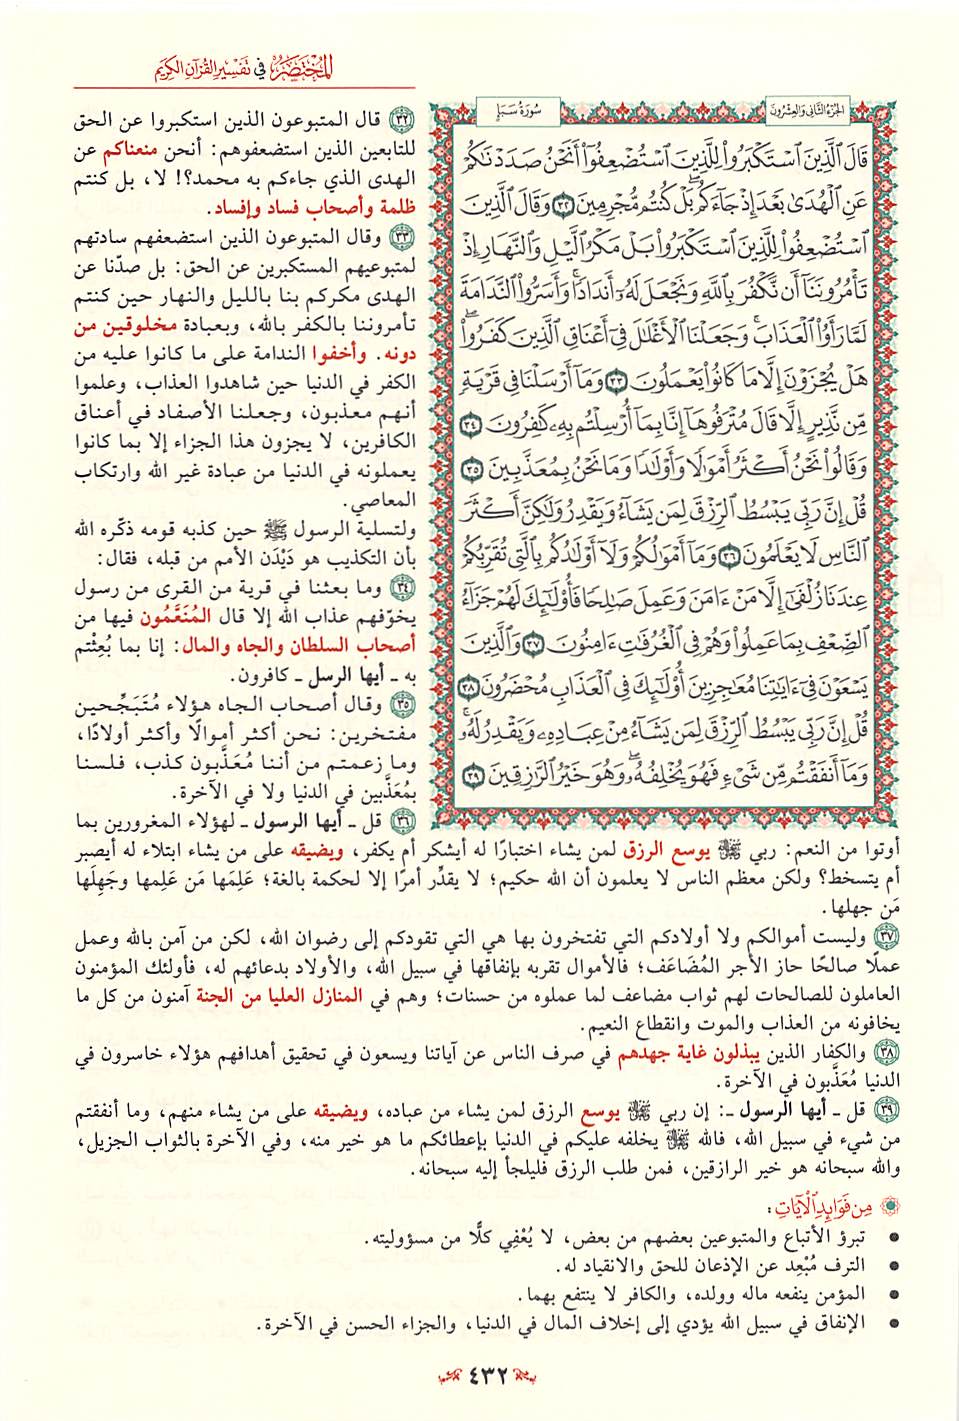 المختصر في تفسير القرآن الكريم
الجزء الثاني والعشرون
سورة سبإ
قَالَ ٱلَّذِينَ ٱسْتَكْبَرُوا۟ لِلَّذِينَ ٱسْتُضْعِفُوٓا۟ أَنَحْنُ صَدَدْنَٰكُمْ
عَنِ ٱلْهُدَىٰ بَعْدَ إِذْ جَآءَكُم ۖ بَلْ كُنتُم مُّجْرِمِينَ ٣٢ وَقَالَ ٱلَّذِينَ
ٱسْتُضْعِفُوا۟ لِلَّذِينَ ٱسْتَكْبَرُوا۟ بَلْ مَكْرُ ٱلَّيْلِ وَٱلنَّهَارِ إِذْ
تَأْمُرُونَنَآ أَن نَّكْفُرَ بِٱللَّهِ وَنَجْعَلَ لَهُۥٓ أَندَادًا ۚ وَأَسَرُّوا۟ ٱلنَّدَامَةَ
لَمَّا رَأَوُا۟ ٱلْعَذَابَ ۚ وَجَعَلْنَا ٱلْأَغْلَٰلَ فِىٓ أَعْنَاقِ ٱلَّذِينَ كَفَرُوا۟ ۖ
هَلْ يُجْزَوْنَ إِلَّا مَا كَانُوا۟ يَعْمَلُونَ ٣٣ وَمَآ أَرْسَلْنَا فِى قَرْيَةٍ
مِّن نَّذِيرٍ إِلَّا قَالَ مُتْرَفُوهَآ إِنَّا بِمَآ أُرْسِلْتُم بِهِۦ كَٰفِرُونَ ٣٤
وَقَالُوا۟ نَحْنُ أَكْثَرُ أَمْوَٰلًا وَأَوْلَٰدًا وَمَا نَحْنُ بِمُعَذَّبِينَ ٣٥
قُلْ إِنَّ رَبِّى يَبْسُطُ ٱلرِّزْقَ لِمَن يَشَآءُ وَيَقْدِرُ وَلَٰكِنَّ أَكْثَرَ
ٱلنَّاسِ لَا يَعْلَمُونَ ٣٦ وَمَآ أَمْوَٰلُكُمْ وَلَآ أَوْلَٰدُكُم بِٱلَّتِى تُقَرِّبُكُمْ
عِندَنَا زُلْفَىٰٓ إِلَّا مَنْ ءَامَنَ وَعَمِلَ صَٰلِحًا فَأُو۟لَٰٓئِكَ لَهُمْ جَزَآءُ
ٱلضِّعْفِ بِمَا عَمِلُوا۟ وَهُمْ فِى ٱلْغُرُفَٰتِ ءَامِنُونَ ٣٧ وَٱلَّذِينَ
يَسْعَوْنَ فِىٓ ءَايَٰتِنَا مُعَٰجِزِينَ أُو۟لَٰٓئِكَ فِى ٱلْعَذَابِ مُحْضَرُونَ ٣٨
قُلْ إِنَّ رَبِّى يَبْسُطُ ٱلرِّزْقَ لِمَن يَشَآءُ مِنْ عِبَادِهِۦ وَيَقْدِرُ لَهُۥ ۚ
وَمَآ أَنفَقْتُم مِّن شَىْءٍ فَهُوَ يُخْلِفُهُۥ ۖ وَهُوَ خَيْرُ ٱلرَّٰزِقِينَ ٣٩
٣٢ قال المتبوعون الذين استكبروا عن الحق
للتابعين الذين استضعفوهم: أنحن منعناكم عن
الهدى الذي جاءكم به محمد؟! لا، بل كنتم
ظلمة وأصحاب فساد وإفساد.
٣٣ وقال المتبوعون الذين استضعفهم سادتهم
لمتبوعيهم المستكبرين عن الحق: بل صدّنا عن
الهدى مكركم بنا بالليل والنهار حين كنتم
تأمروننا بالكفر بالله، وبعبادة مخلوقين من
دونه. وأخفوا الندامة على ما كانوا عليه من
الكفر في الدنيا حين شاهدوا العذاب، وعلموا
أنهم معذبون، وجعلنا الأصفاد في أعناق
الكافرين، لا يجزون هذا الجزاء إلا بما كانوا
يعملونه في الدنيا من عبادة غير الله وارتكاب
المعاصي.
ولتسلية الرسول ﷺ حين كذبه قومه ذكّره الله
بأن التكذيب هو دَيْدَن الأمم من قبله، فقال:
٣٤ وما بعثنا في قرية من القرى من رسول
يخوّفهم عذاب الله إلا قال المُنَعَّمُون فيها من
أصحاب السلطان والجاه والمال: إنا بما بُعِثْتم
به ـ أيها الرسل ـ كافرون.
٣٥ وقال أصحاب الجاه هؤلاء مُتَبَجِّحين
مفتخرين: نحن أكثر أموالًا وأكثر أولادًا،
وما زعمتم من أننا مُعَذَّبون كذب، فلسنا
بمُعَذَّبين في الدنيا ولا في الآخرة.
٣٦ قل ـ أيها الرسول ـ لهؤلاء المغرورين بما
أوتوا من النعم: ربي ﷻ يوسع الرزق لمن يشاء اختبارًا له أيشكر أم يكفر، ويضيقه على من يشاء ابتلاء له أيصبر
أم يتسخط؟ ولكن معظم الناس لا يعلمون أن الله حكيم؛ لا يقدِّر أمرًا إلا لحكمة بالغة؛ عَلِمَها مَن عَلِمها وجَهِلَها
مَن جهلها.
٣٧ وليست أموالكم ولا أولادكم التي تفتخرون بها هي التي تقودكم إلى رضوان الله، لكن من آمن بالله وعمل
عملًا صالحًا حاز الأجر المُضَاعَف؛ فالأموال تقربه بإنفاقها في سبيل الله، والأولاد بدعائهم له، فأولئك المؤمنون
العاملون للصالحات لهم ثواب مضاعف لما عملوه من حسنات؛ وهم في المنازل العليا من الجنة آمنون من كل ما
يخافونه من العذاب والموت وانقطاع النعيم.
٣٨ والكفار الذين يبذلون غاية جهدهم في صرف الناس عن آياتنا ويسعون في تحقيق أهدافهم هؤلاء خاسرون في
الدنيا مُعَذَّبون في الآخرة.
٣٩ قل ـ أيها الرسول ـ: إن ربي ﷻ يوسع الرزق لمن يشاء من عباده، ويضيقه على من يشاء منهم، وما أنفقتم
من شيء في سبيل الله، فالله ﷻ يخلفه عليكم في الدنيا بإعطائكم ما هو خير منه، وفي الآخرة بالثواب الجزيل،
والله سبحانه هو خير الرازقين، فمن طلب الرزق فليلجأ إليه سبحانه.
من فوائد الآيات:
• تبرؤ الأتباع والمتبوعين بعضهم من بعض، لا يُعْفِي كلًّا من مسؤوليته.
• الترف مُبْعِد عن الإذعان للحق والانقياد له.
• المؤمن ينفعه ماله وولده، والكافر لا ينتفع بهما.
• الإنفاق في سبيل الله يؤدي إلى إخلاف المال في الدنيا، والجزاء الحسن في الآخرة.
٤٣٢